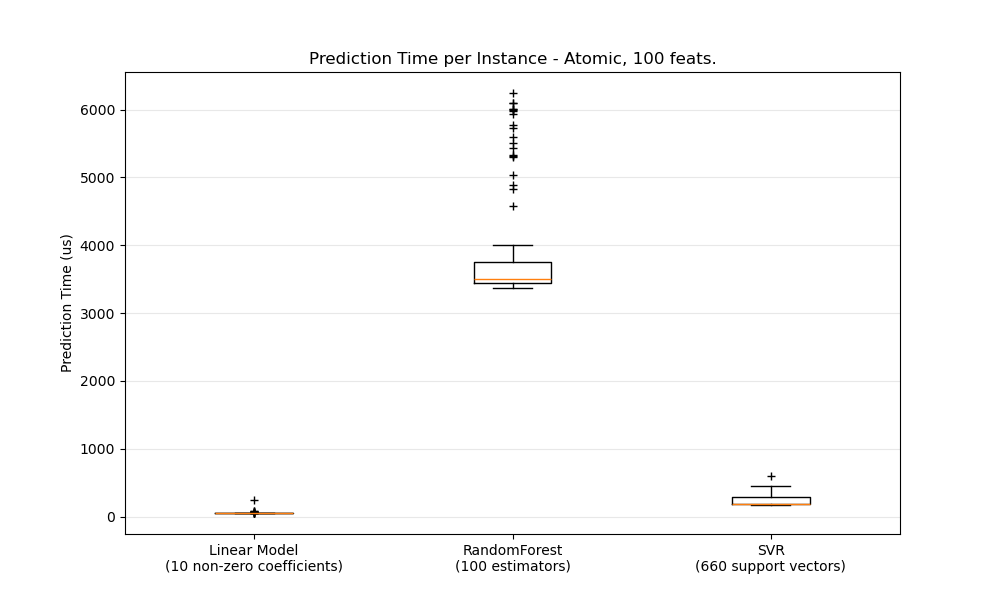 Prediction Time per Instance - Atomic, 100 feats.
Prediction Time (us)
6000
5000
4000
3000
2000
1000
0
Linear Model
(10 non-zero coefficients)
RandomForest
(100 estimators)
SVR
(660 support vectors)